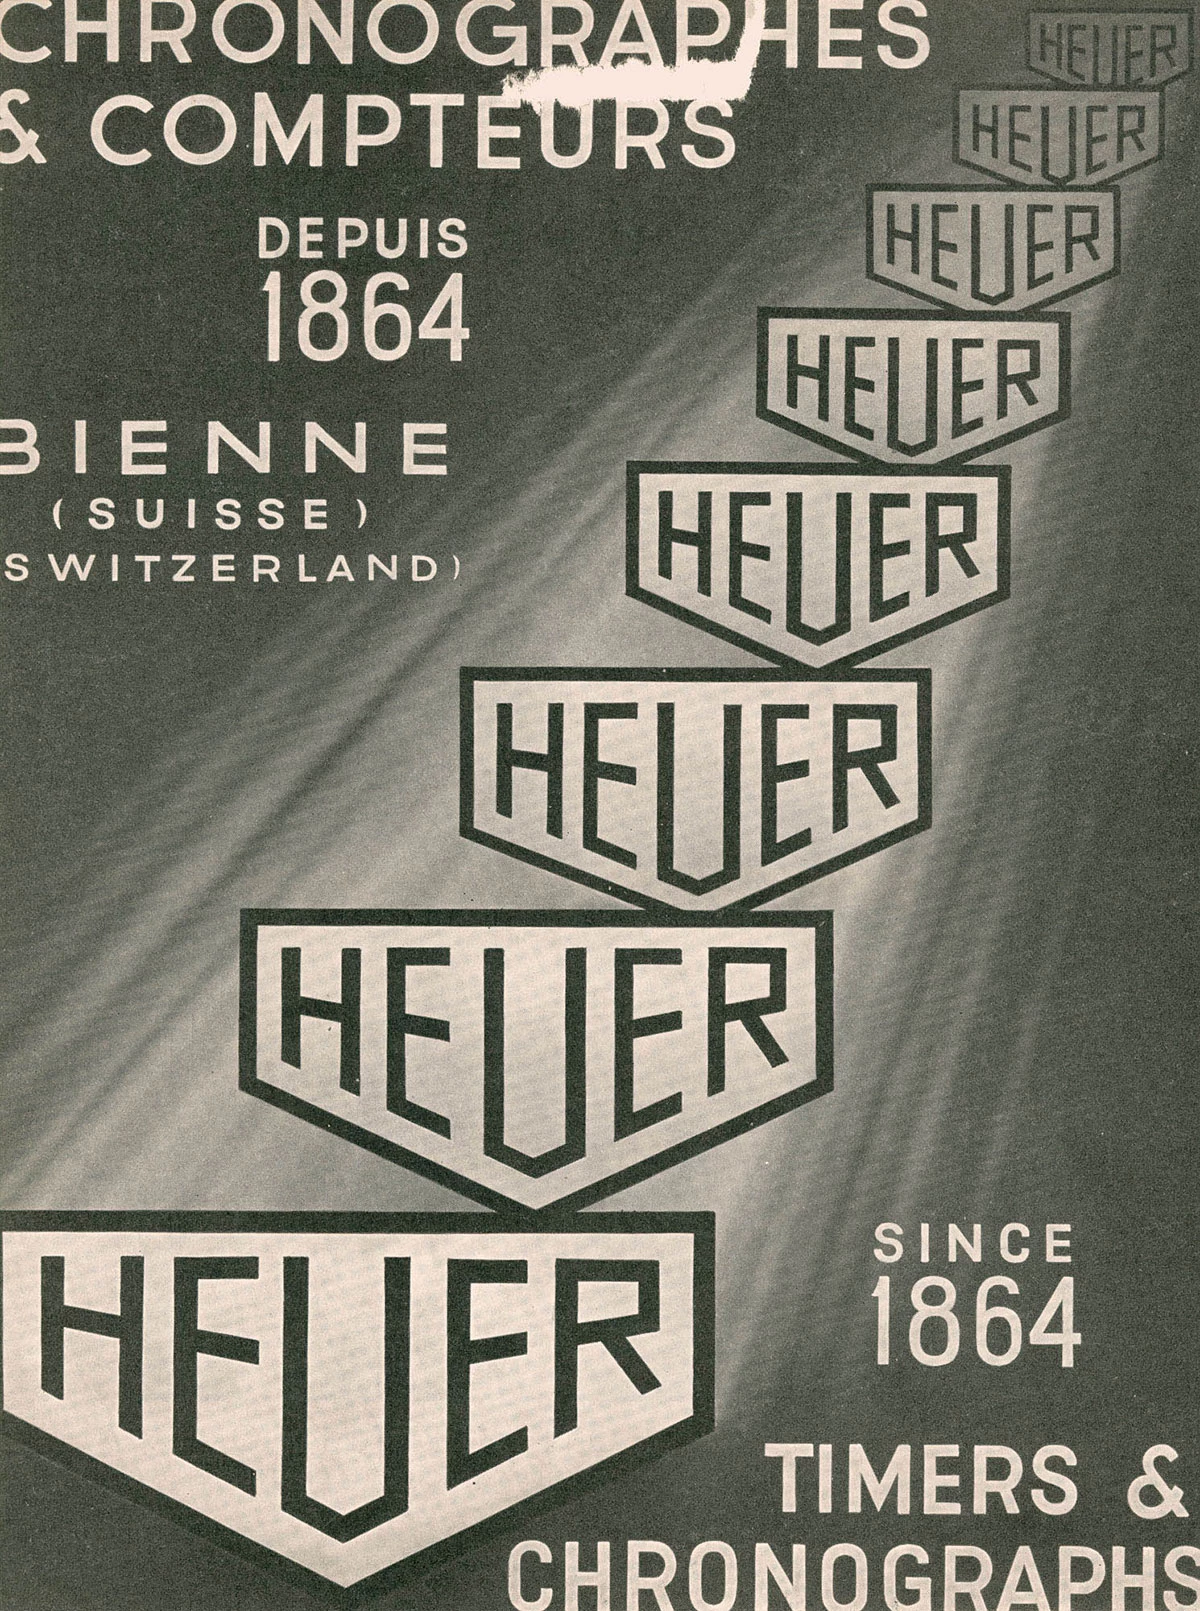 CHRONOGRAPHES
& COMPTEURS
DEPUIS
1864
BIENNE
(SUISSE)
SWITZERLAND)
HEUER
HEUER
HEUER
HEUER
HEUER
HEUER
HEUER
HEUER
SINCE
1864
TIMERS &
CHRONOGRAPHS